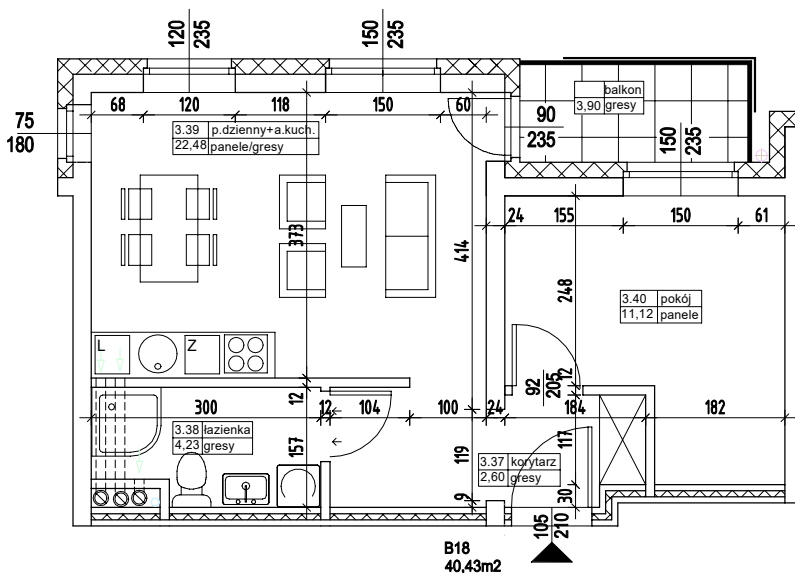 120 235
150 235
75
180
68 120 118 150 60
3.39 p.dzienny+a.kuch.
22,48 panele/gresy
balkon
3,90 gresy
90
235
150 235
24 155 150 61
373
414
248
3.40 pokój
11,12 panele
L
Z
92 205
12
300 12 104 100 24 184 182
12
3.38 łazienka
4,23 gresy
157
119
117
3.37 korytarz
2,60 gresy
9
30
105 210
B18
40,43m2